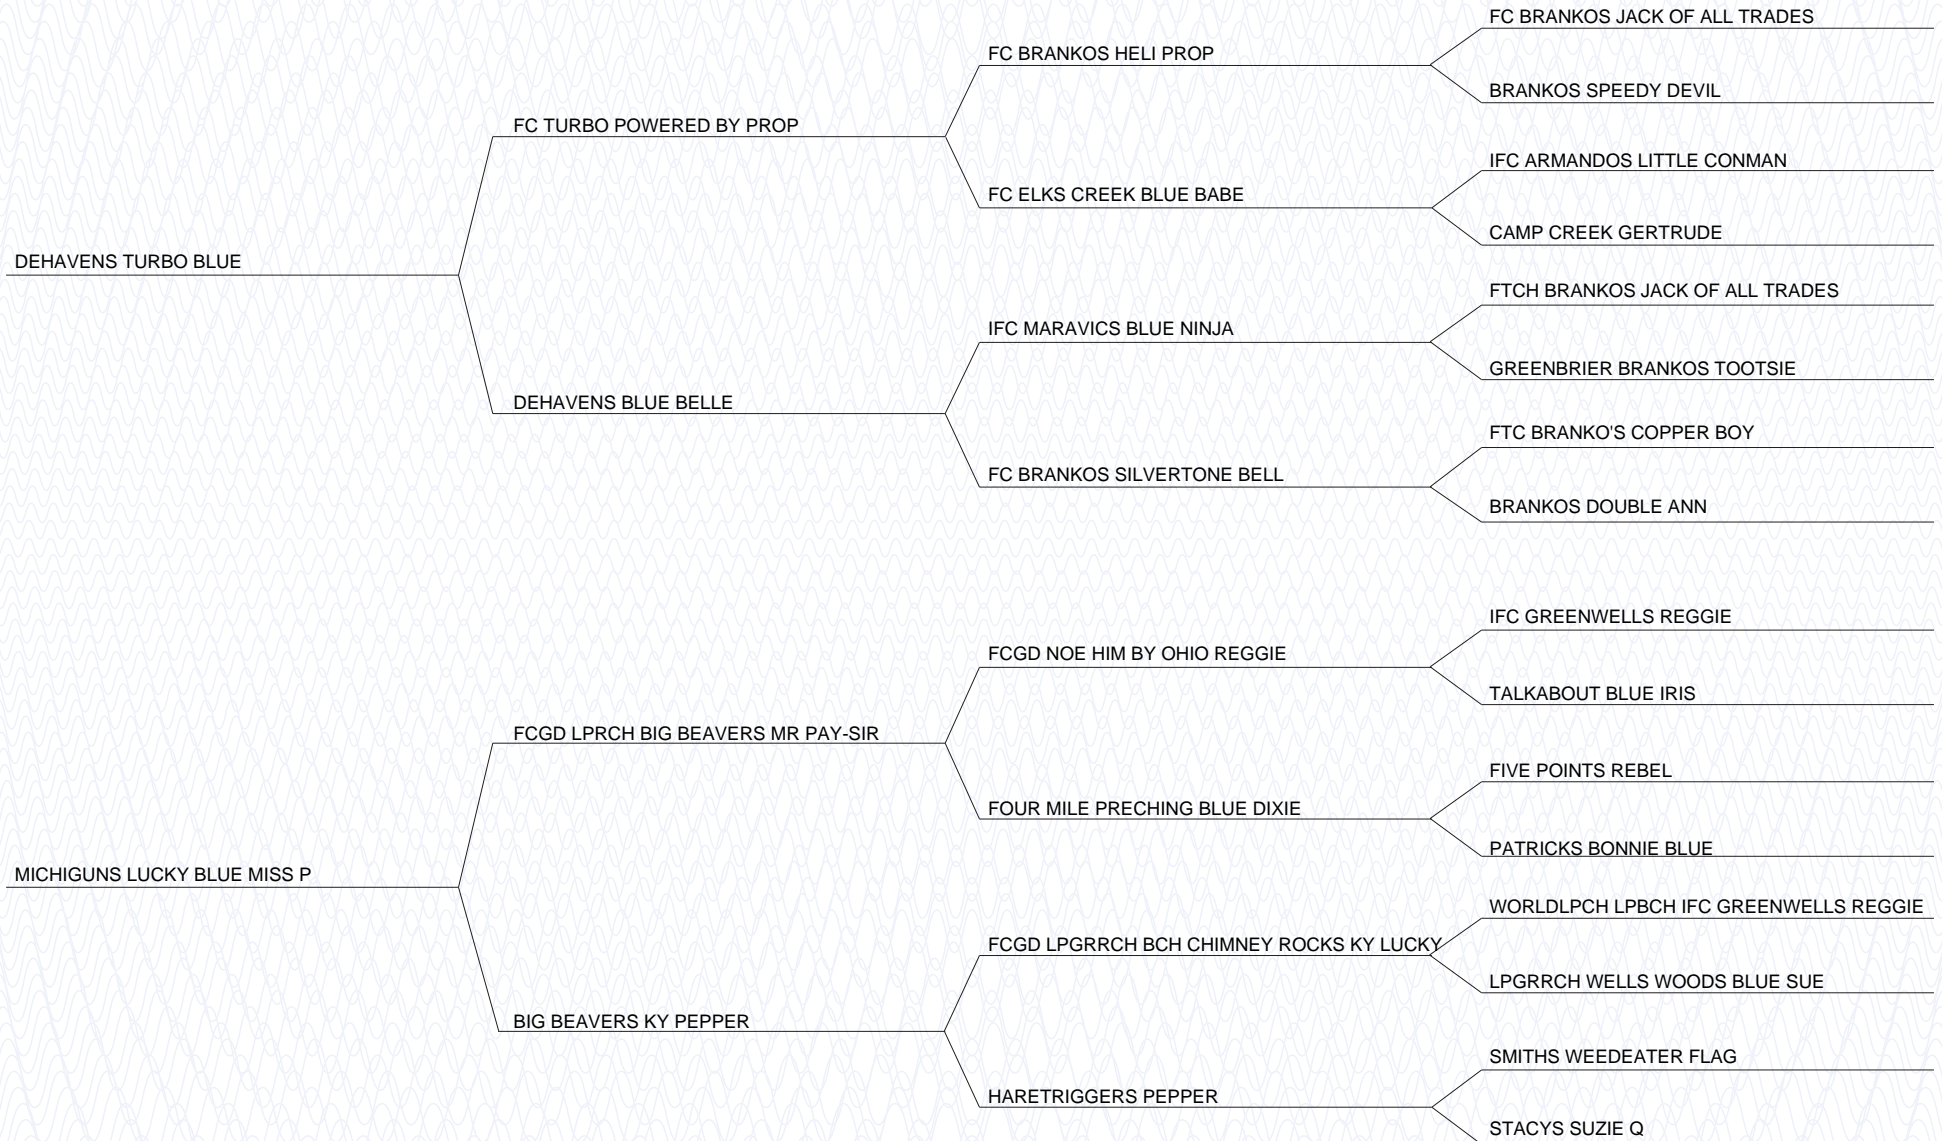 FC BRANKOS JACK OF ALL TRADES
FC BRANKOS HELI PROP
BRANKOS SPEEDY DEVIL
FC TURBO POWERED BY PROP
IFC ARMANDOS LITTLE CONMAN
FC ELKS CREEK BLUE BABE
CAMP CREEK GERTRUDE
DEHAVENS TURBO BLUE
FTCH BRANKOS JACK OF ALL TRADES
IFC MARAVICS BLUE NINJA
GREENBRIER BRANKOS TOOTSIE
DEHAVENS BLUE BELLE
FTC BRANKO'S COPPER BOY
FC BRANKOS SILVERTONE BELL
BRANKOS DOUBLE ANN
IFC GREENWELLS REGGIE
FCGD NOE HIM BY OHIO REGGIE
TALKABOUT BLUE IRIS
FCGD LPRCH BIG BEAVERS MR PAY-SIR
FIVE POINTS REBEL
FOUR MILE PRECHING BLUE DIXIE
PATRICKS BONNIE BLUE
MICHIGUNS LUCKY BLUE MISS P
WORLDLPCH LPBCH IFC GREENWELLS REGGIE
FCGD LPGRRCH BCH CHIMNEY ROCKS KY LUCKY
LPGRRCH WELLS WOODS BLUE SUE
BIG BEAVERS KY PEPPER
SMITHS WEEDEATER FLAG
HARETRIGGERS PEPPER
STACYS SUZIE Q